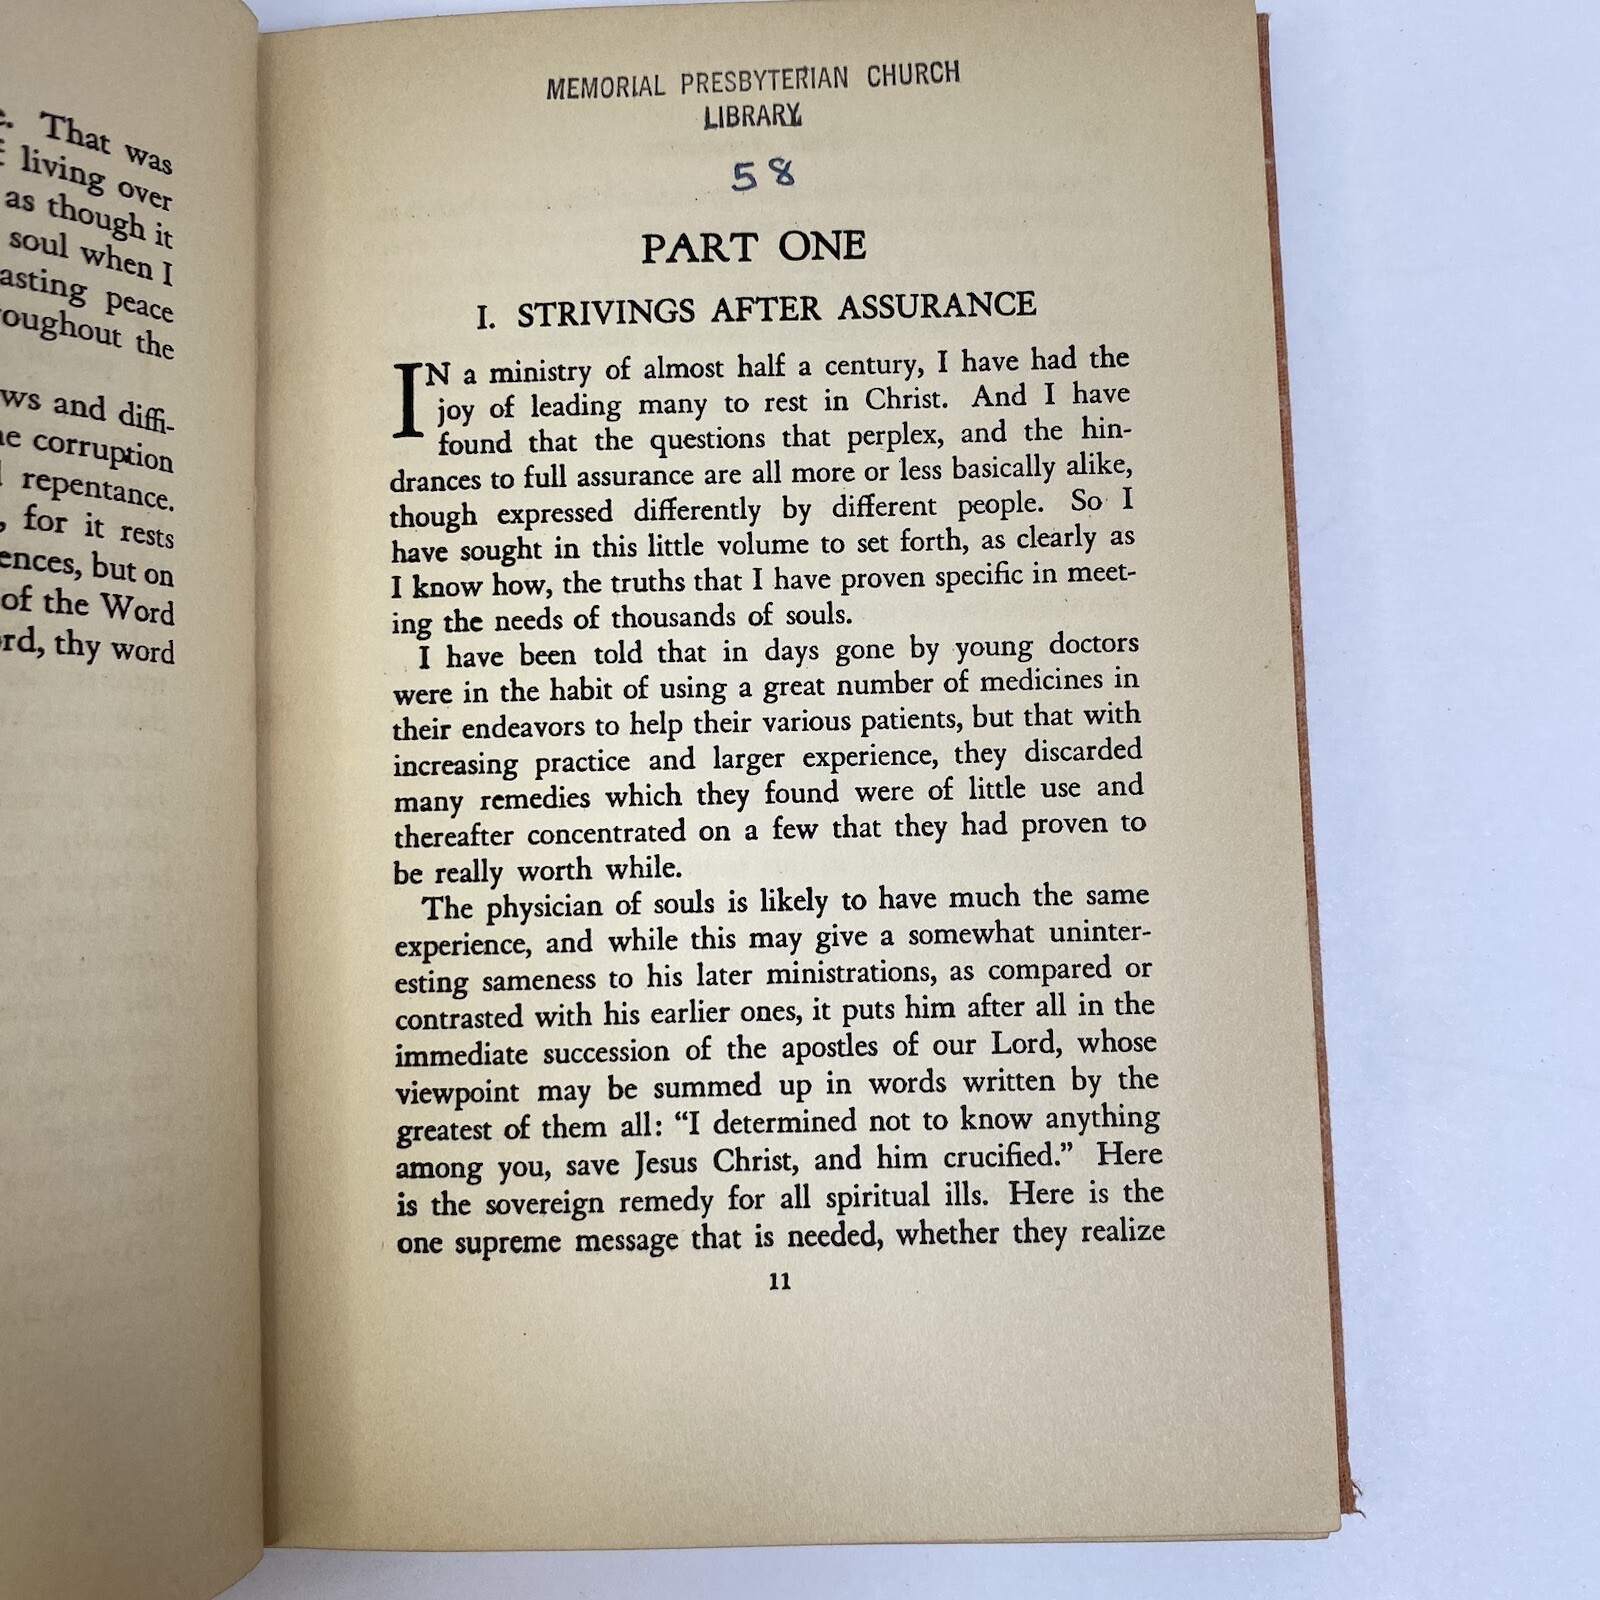 That was
living over
as though it
soul when I
asting peace
oughout the
ws and diffi-
corruption
repentance.
, for it rests
ences, but on
of the Word
rd, thy word
MEMORIAL PRESBYTERIAN CHURCH
LIBRARY
58
PART ONE
I. STRIVINGS AFTER ASSURANCE
IN a ministry of almost half a century, I have had the
joy of leading many to rest in Christ. And I have
found that the questions that perplex, and the hin-
drances to full assurance are all more or less basically alike,
though expressed differently by different people. So I
have sought in this little volume to set forth, as clearly as
I know how, the truths that I have proven specific in meet-
ing the needs of thousands of souls.
I have been told that in days gone by young doctors
were in the habit of using a great number of medicines in
their endeavors to help their various patients, but that with
increasing practice and larger experience, they discarded
many remedies which they found were of little use and
thereafter concentrated on a few that they had proven to
be really worth while.
The physician of souls is likely to have much the same
experience, and while this may give a somewhat uninter-
esting sameness to his later ministrations, as compared or
contrasted with his earlier ones, it puts him after all in the
immediate succession of the apostles of our Lord, whose
viewpoint may be summed up in words written by the
greatest of them all: “I determined not to know anything
among you, save Jesus Christ, and him crucified.” Here
is the sovereign remedy for all spiritual ills. Here is the
one supreme message that is needed, whether they realize
11